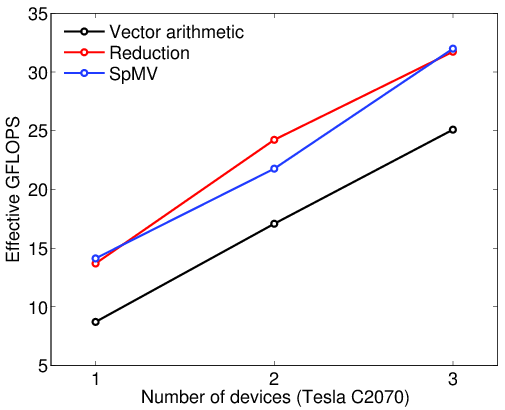 35
30
25
20
15
10
5
Effective GFLOPS
Vector arithmetic
Reduction
SpMV
1
2
3
Number of devices (Tesla C2070)